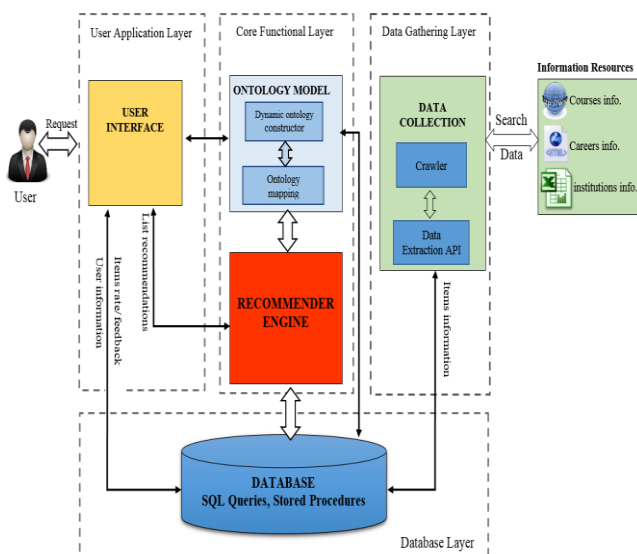 User Application Layer
Core Functional Layer
Data Gathering Layer
Information Resources
Courses info.
Careers info.
institutions info.
Search
Data
Request
User
USER
INTERFACE
ONTOLOGY MODEL
Dynamic ontology
constructor
Ontology
mapping
DATA
COLLECTION
Crawler
Data
Extraction API
RECOMMENDER
ENGINE
List recommendations
Items rate/ feedback
User information
Items information
DATABASE
SQL Queries, Stored Procedures
Database Layer